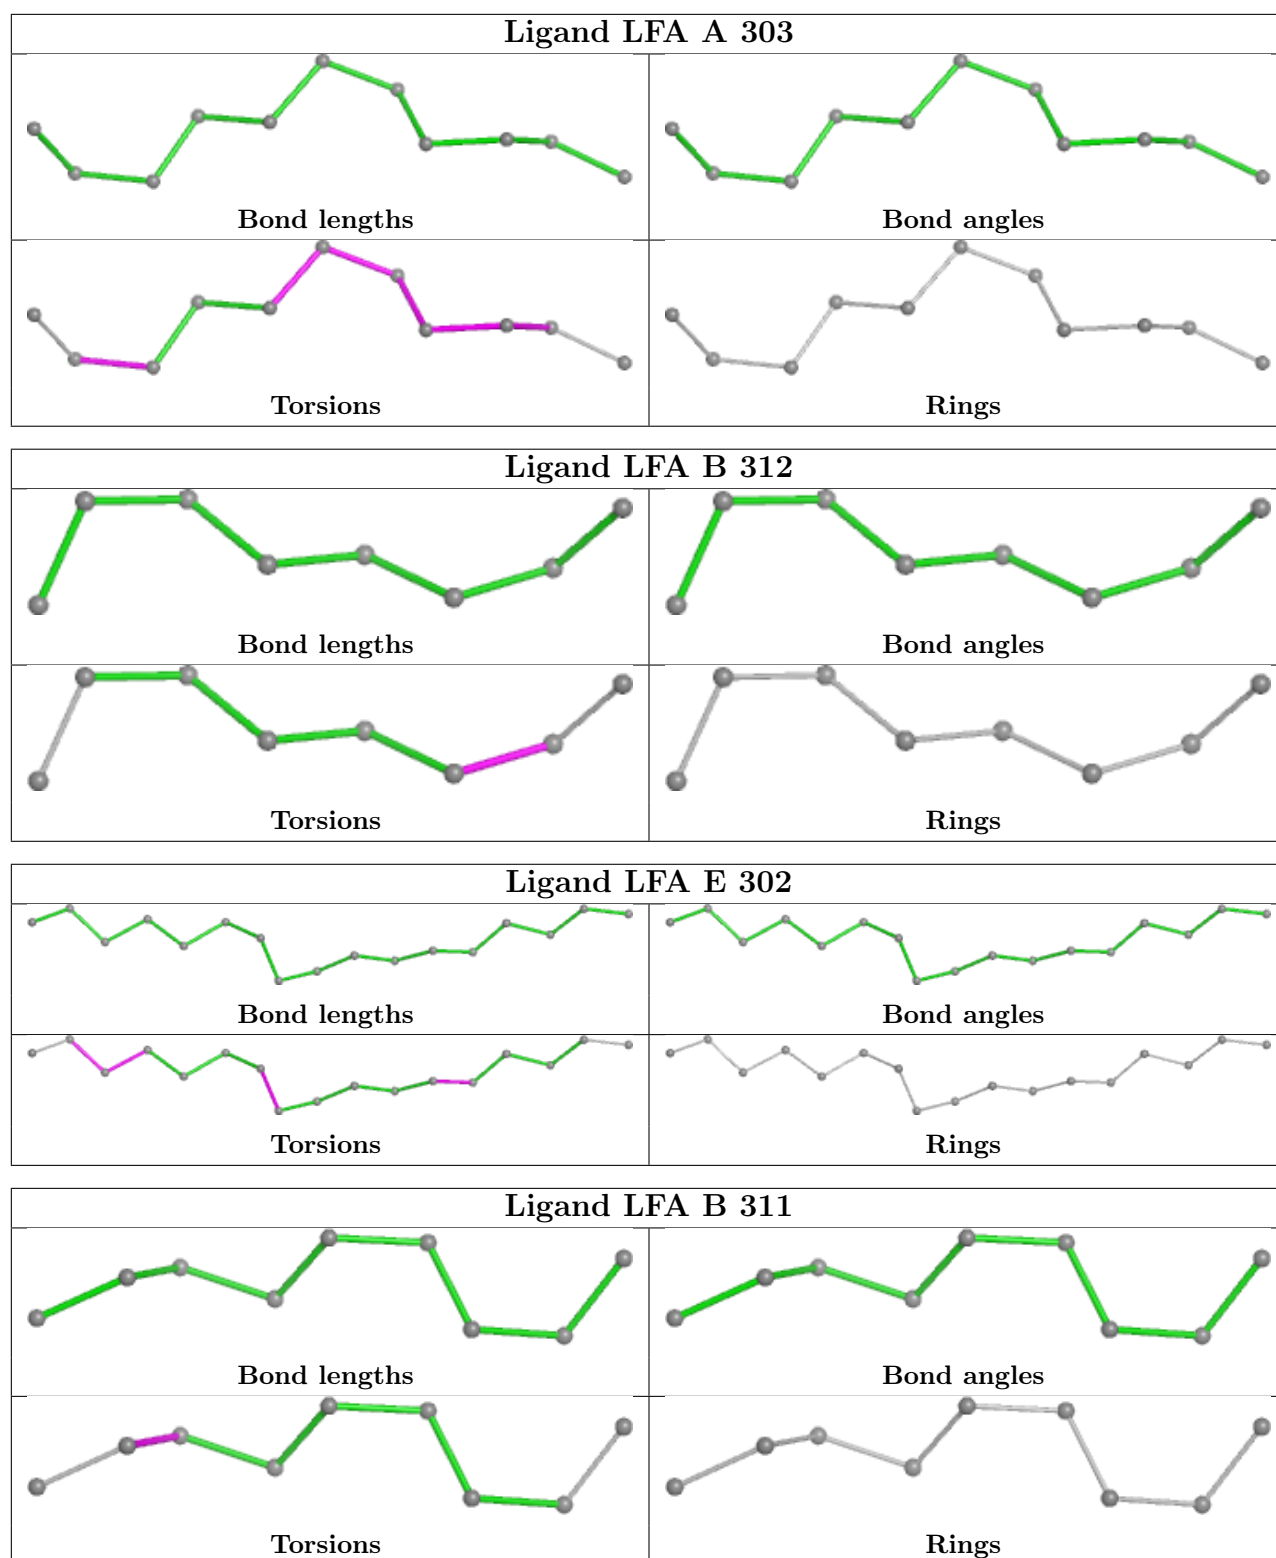 Ligand LFA A 303
Bond lengths
Bond angles
Torsions
Rings
Ligand LFA B 312
Bond lengths
Bond angles
Torsions
Rings
Ligand LFA E 302
Bond lengths
Bond angles
Torsions
Rings
Ligand LFA B 311
Bond lengths
Bond angles
Torsions
Rings